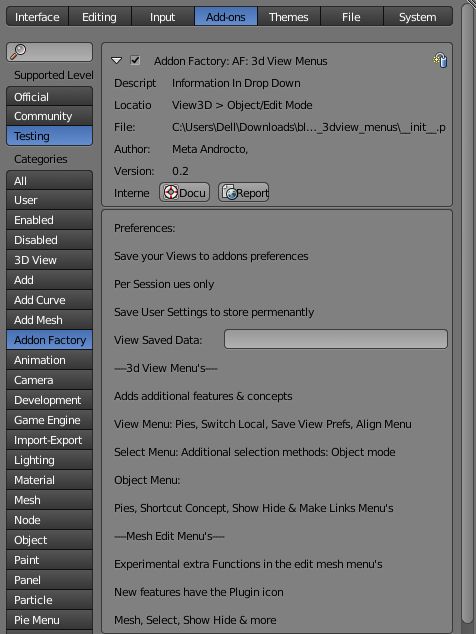 Interface Editing Input Add-ons Themes File System
Supported Level
Official
Community
Testing
Categories
All
User
Enabled
Disabled
3D View
Add
Add Curve
Add Mesh
Addon Factory
Animation
Camera
Development
Game Engine
Import-Export
Lighting
Material
Mesh
Node
Object
Paint
Panel
Particle
Pie Menu
Addon Factory: AF: 3d View Menus
Descript Information In Drop Down
Locatio View3D > Object/Edit Mode
File: C:\Users\Dell\Downloads\bl..._3dview_menus\__init__.p
Author: Meta Androcto,
Version: 0.2
Interne Docu Report
Preferences:
Save your Views to addons preferences
Per Session ues only
Save User Settings to store permenantly
View Saved Data:
----3d View Menu's----
Adds additional features & concepts
View Menu: Pies, Switch Local, Save View Prefs, Align Menu
Select Menu: Additional selection methods: Object mode
Object Menu:
Pies, Shortcut Concept, Show Hide & Make Links Menu's
----Mesh Edit Menu's----
Experimental extra Functions in the edit mesh menu's
New features have the Plugin icon
Mesh, Select, Show Hide & more